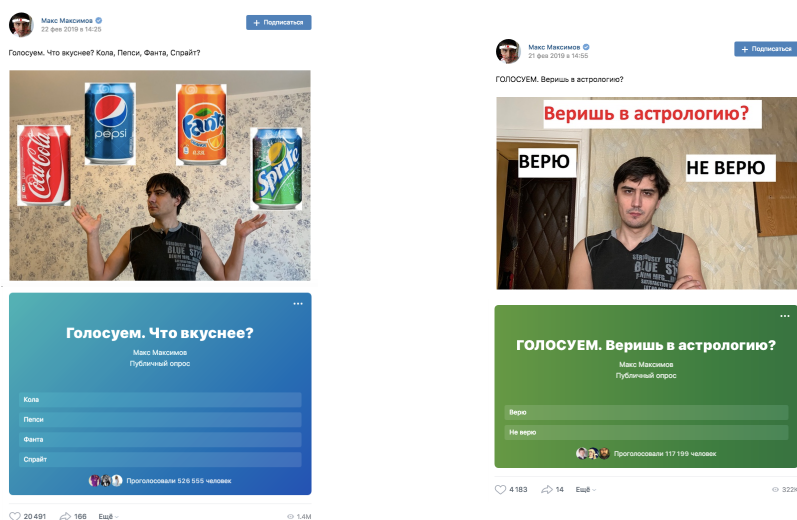 Макс Максимов
22 фев 2019 в 14:25
+ Подписаться
Голосуем. Что вкуснее? Кола, Пепси, Фанта, Спрайт?
Coca-Cola
pepsi
Fanta
Sprite
BLUE
Голосуем. Что вкуснее?
Макс Максимов
Публичный опрос
Кола
Пепси
Фанта
Спрайт
Проголосовали 526 555 человек
20 491
166
Ещё
1.4M
Макс Максимов
21 фев 2019 в 14:55
+ Подписаться
ГОЛОСУЕМ. Веришь в астрологию?
Веришь в астрологию?
ВЕРЮ
НЕ ВЕРЮ
BLUE
ГОЛОСУЕМ. Веришь в астрологию?
Макс Максимов
Публичный опрос
Верю
Не верю
Проголосовали 117 199 человек
4 183
14
Ещё
322K